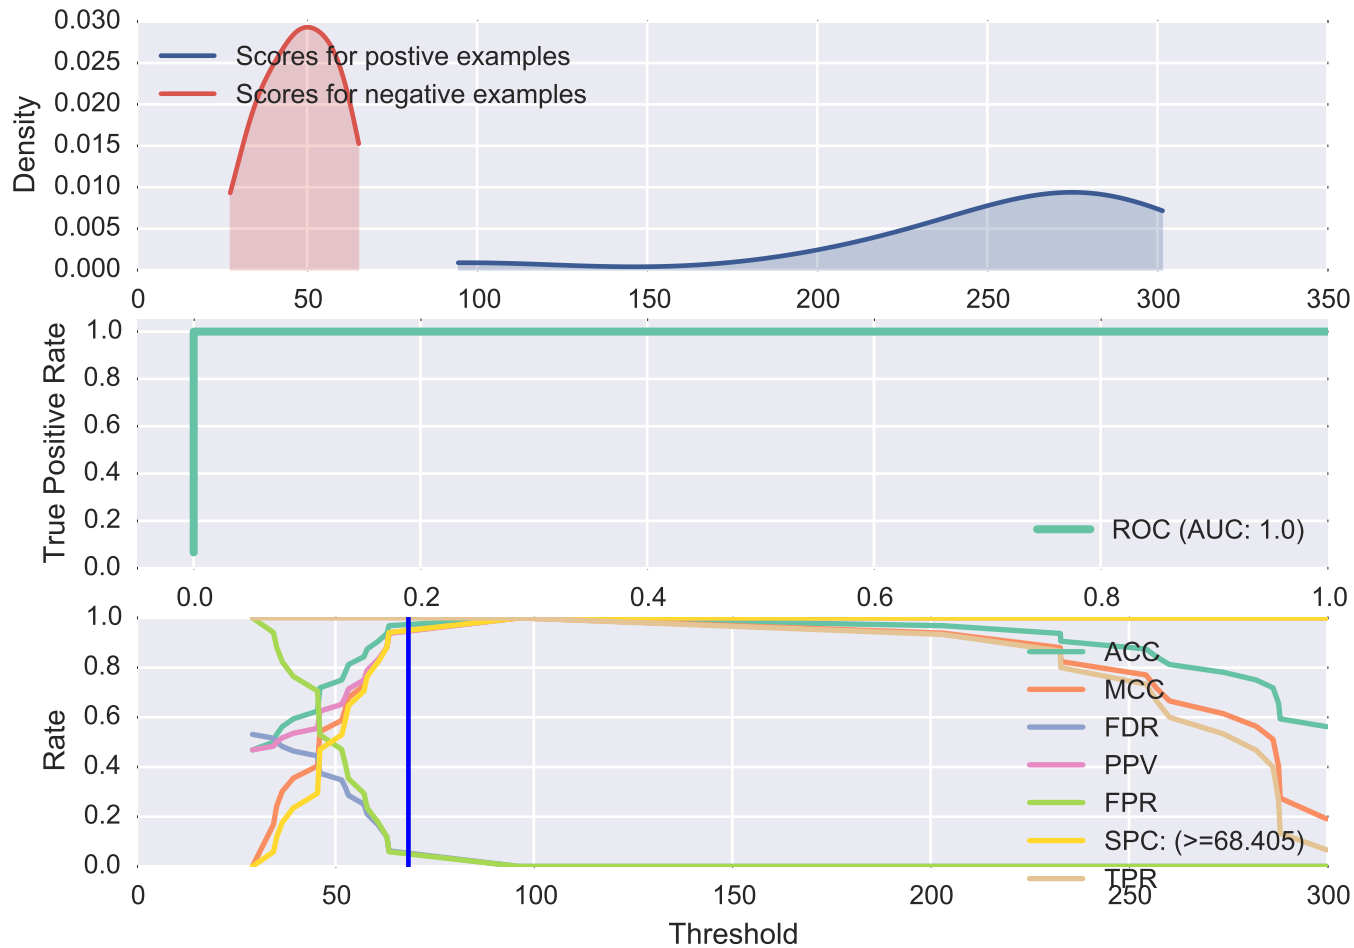 0.030
0.025
0.020
0.015
0.010
0.005
0.000
Density
Scores for postive examples
Scores for negative examples
0 50 100 150 200 250 300 350
1.0
0.8
0.6
0.4
0.2
0.0
True Positive Rate
ROC (AUC: 1.0)
0.0 0.2 0.4 0.6 0.8 1.0
1.0
0.8
0.6
0.4
0.2
0.0
Rate
ACC
MCC
FDR
PPV
FPR
SPC: (>=68.405)
TPR
0 50 100 150 200 250 300
Threshold